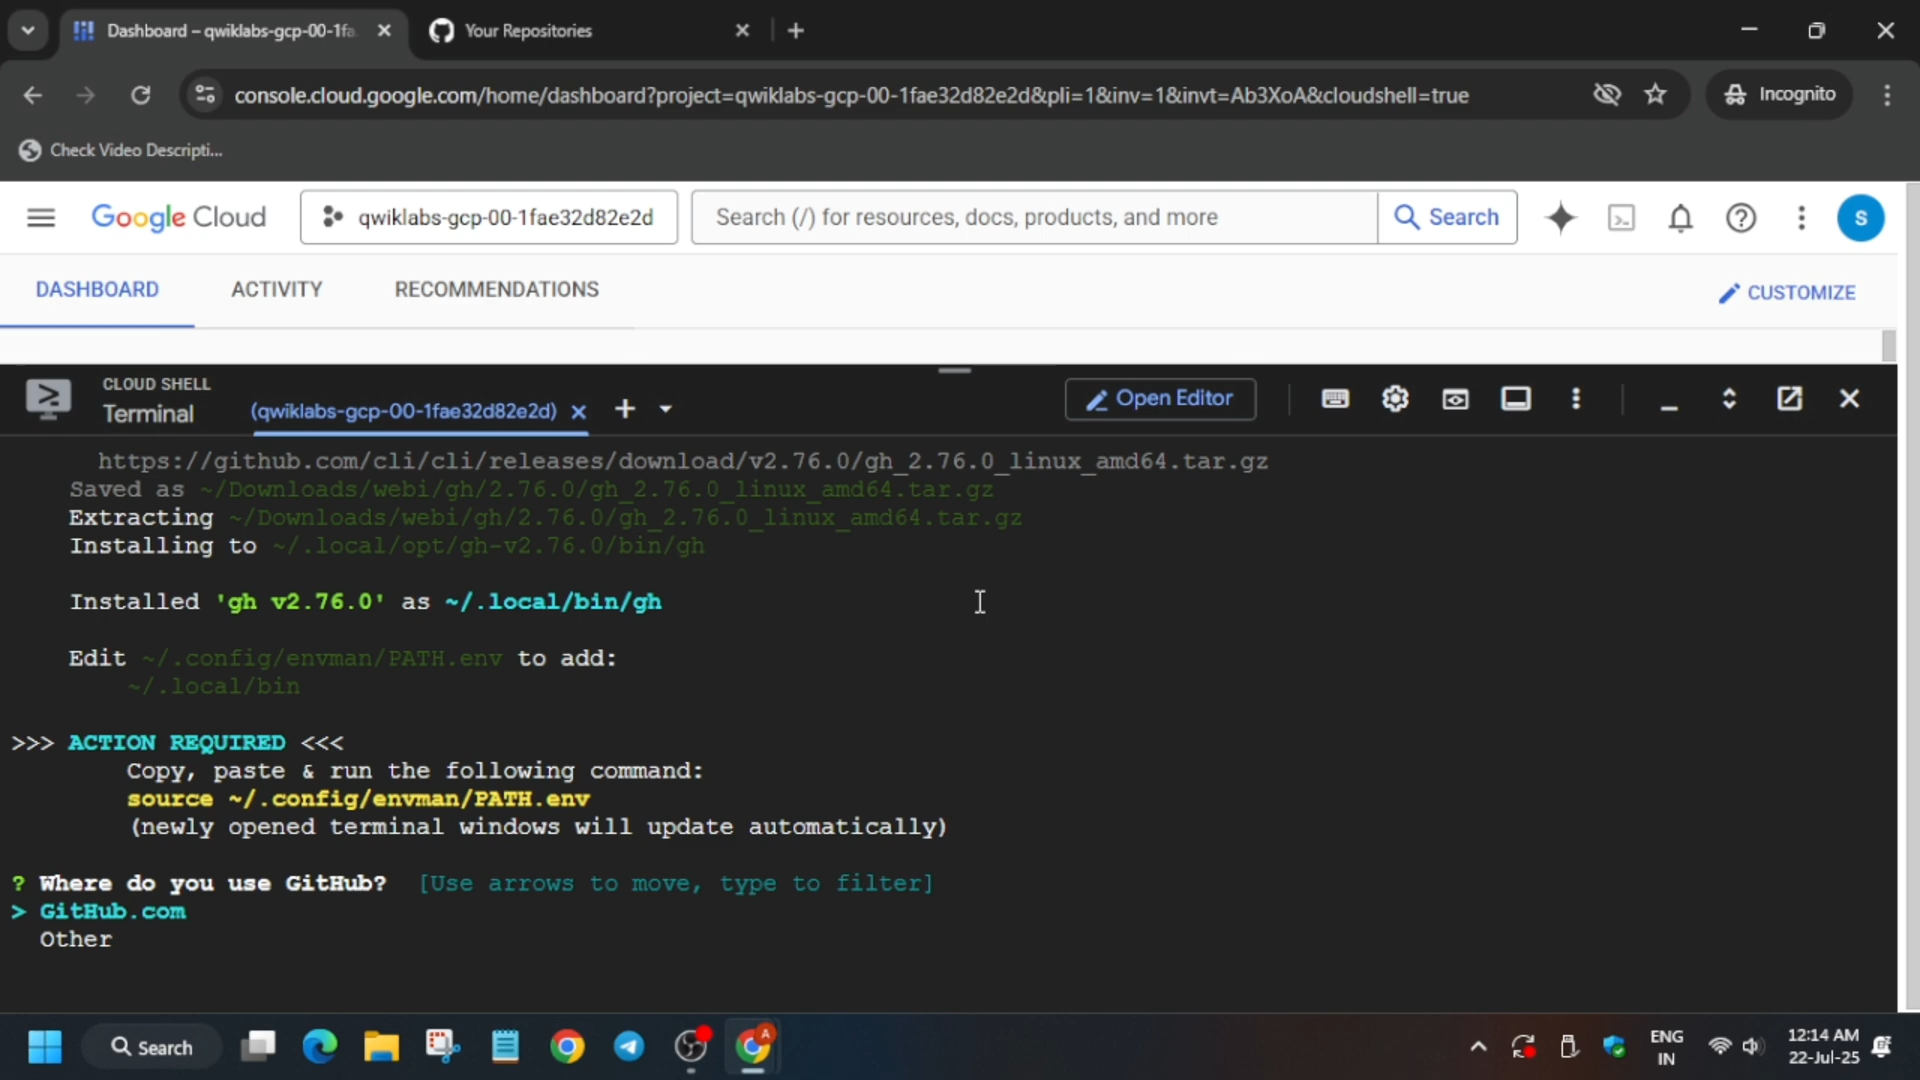 Dashboard – qwiklabs-gcp-00-1fa
Your Repositories
console.cloud.google.com/home/dashboard?project=qwiklabs-gcp-00-1fae32d82e2d&pli=1&inv=1&invt=Ab3XoA&cloudshell=true
Incognito
Check Video Descripti...
Google Cloud
qwiklabs-gcp-00-1fae32d82e2d
Search (/) for resources, docs, products, and more
Search
S
DASHBOARD
ACTIVITY
RECOMMENDATIONS
CUSTOMIZE
CLOUD SHELL
Terminal
(qwiklabs-gcp-00-1fae32d82e2d)
Open Editor
https://github.com/cli/cli/releases/download/v2.76.0/gh_2.76.0_linux_amd64.tar.gz
Saved as ~/Downloads/webi/gh/2.76.0/gh_2.76.0_linux_amd64.tar.gz
Extracting ~/Downloads/webi/gh/2.76.0/gh_2.76.0_linux_amd64.tar.gz
Installing to ~/.local/opt/gh-v2.76.0/bin/gh
Installed 'gh v2.76.0' as ~/.local/bin/gh
Edit ~/.config/envman/PATH.env to add:
~/.local/bin
>>> ACTION REQUIRED <<<
Copy, paste & run the following command:
source ~/.config/envman/PATH.env
(newly opened terminal windows will update automatically)
? Where do you use GitHub? [Use arrows to move, type to filter]
> GitHub.com
Other
Search
A
ENG
IN
12:14 AM
22-Jul-25